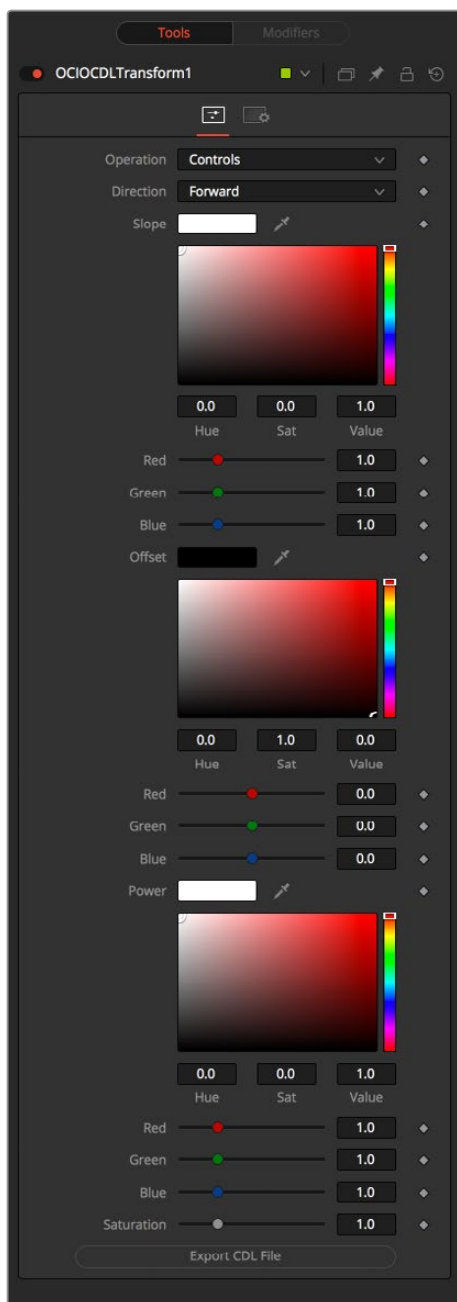 Tools Modifiers
OCIOCDLTransform1
Operation Controls
Direction Forward
Slope
0.0 0.0 1.0
Hue Sat Value
Red 1.0
Green 1.0
Blue 1.0
Offset
0.0 1.0 0.0
Hue Sat Value
Red 0.0
Green 0.0
Blue 0.0
Power
0.0 0.0 1.0
Hue Sat Value
Red 1.0
Green 1.0
Blue 1.0
Saturation 1.0
Export CDL File